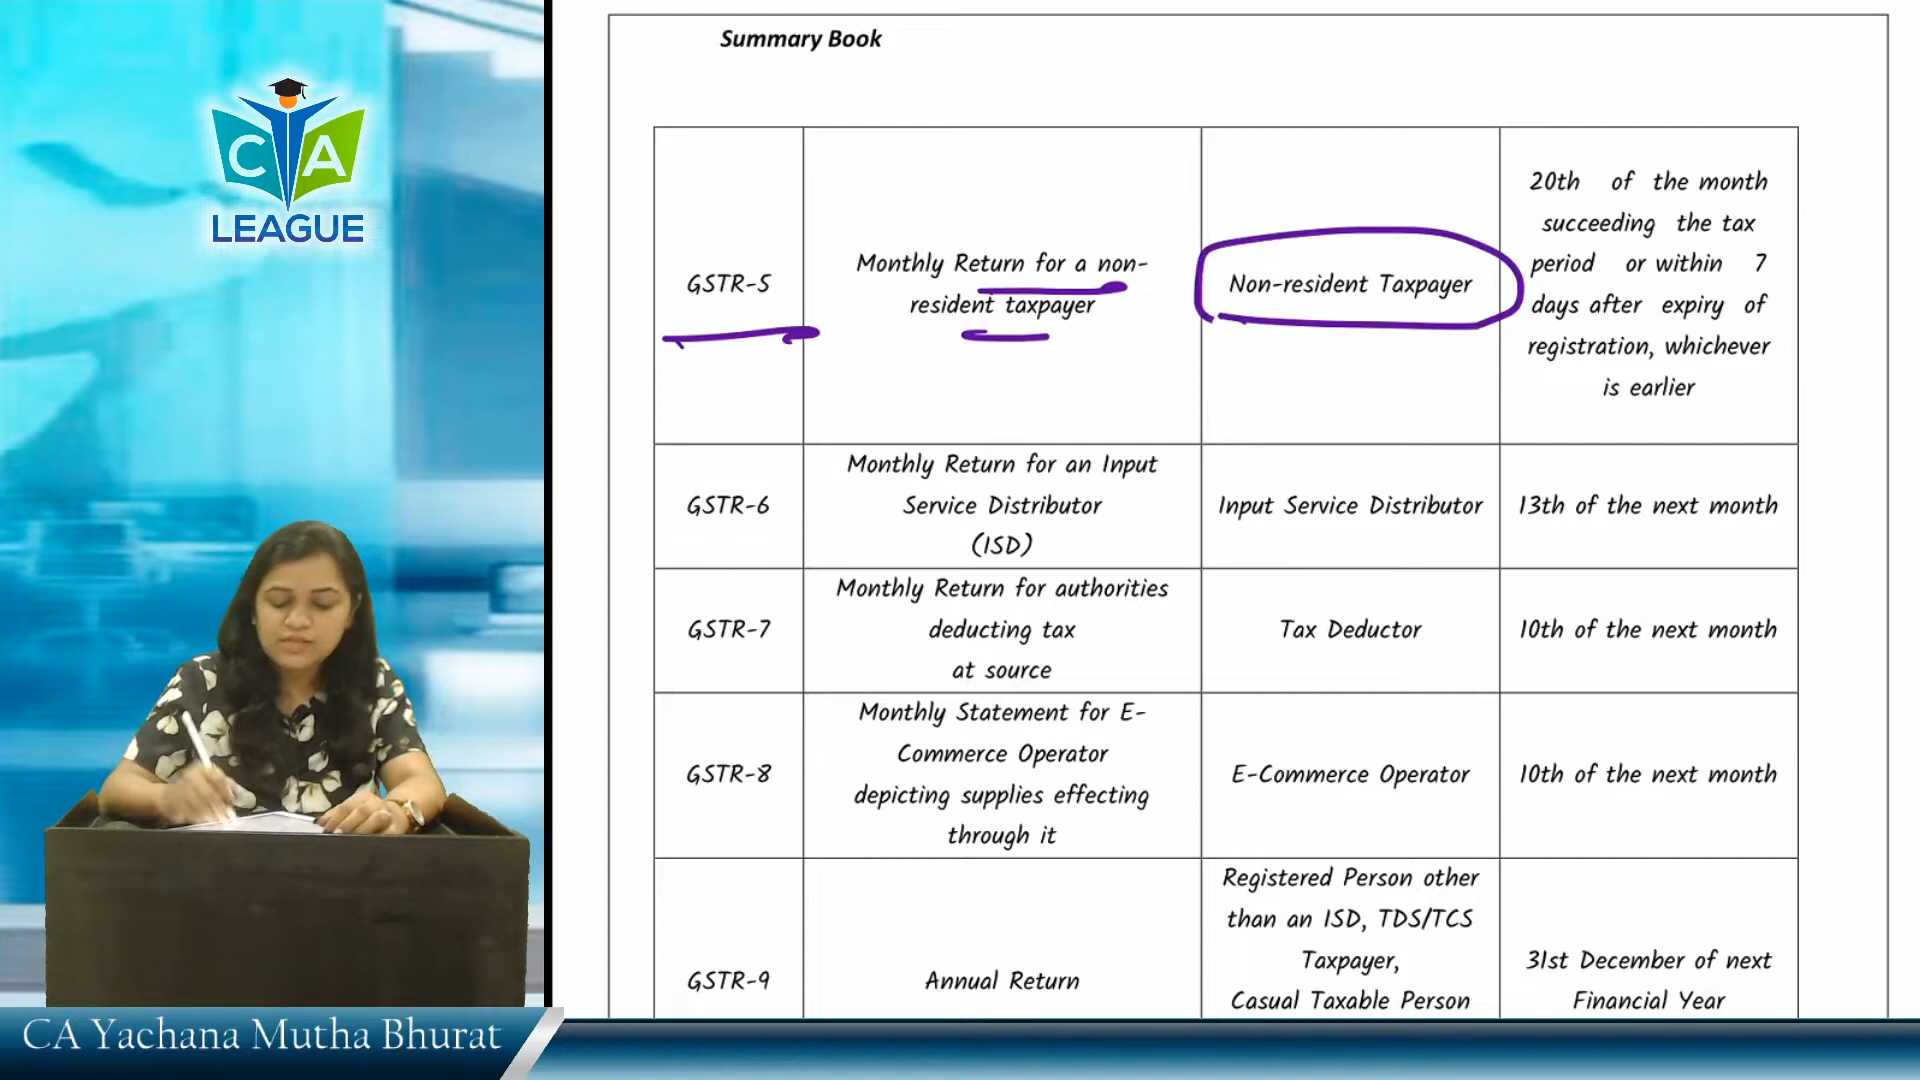 CA
LEAGUE
Summary Book
GSTR-5
Monthly Return for a non-
resident taxpayer
Non-resident Taxpayer
20th of the month
succeeding the tax
period or within 7
days after expiry of
registration, whichever
is earlier
GSTR-6
Monthly Return for an Input
Service Distributor
(ISD)
Input Service Distributor
13th of the next month
GSTR-7
Monthly Return for authorities
deducting tax
at source
Tax Deductor
10th of the next month
GSTR-8
Monthly Statement for E-
Commerce Operator
depicting supplies effecting
through it
E-Commerce Operator
10th of the next month
GSTR-9
Annual Return
Registered Person other
than an ISD, TDS/TCS
Taxpayer,
Casual Taxable Person
31st December of next
Financial Year
CA Yachana Mutha Bhurat